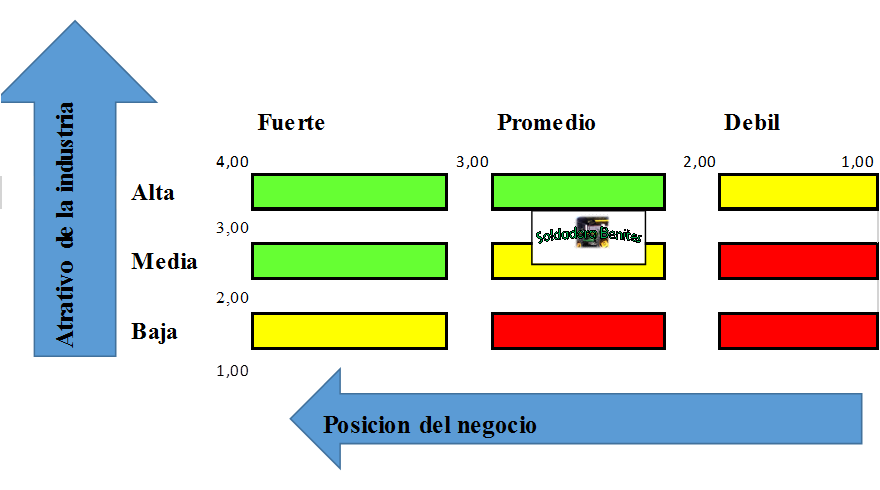 Atrativo de la industria
Fuerte Promedio Debil
4,00 3,00 2,00 1,00
Alta
3,00
Soldadura Benites
Media
2,00
Baja
1,00
Posicion del negocio